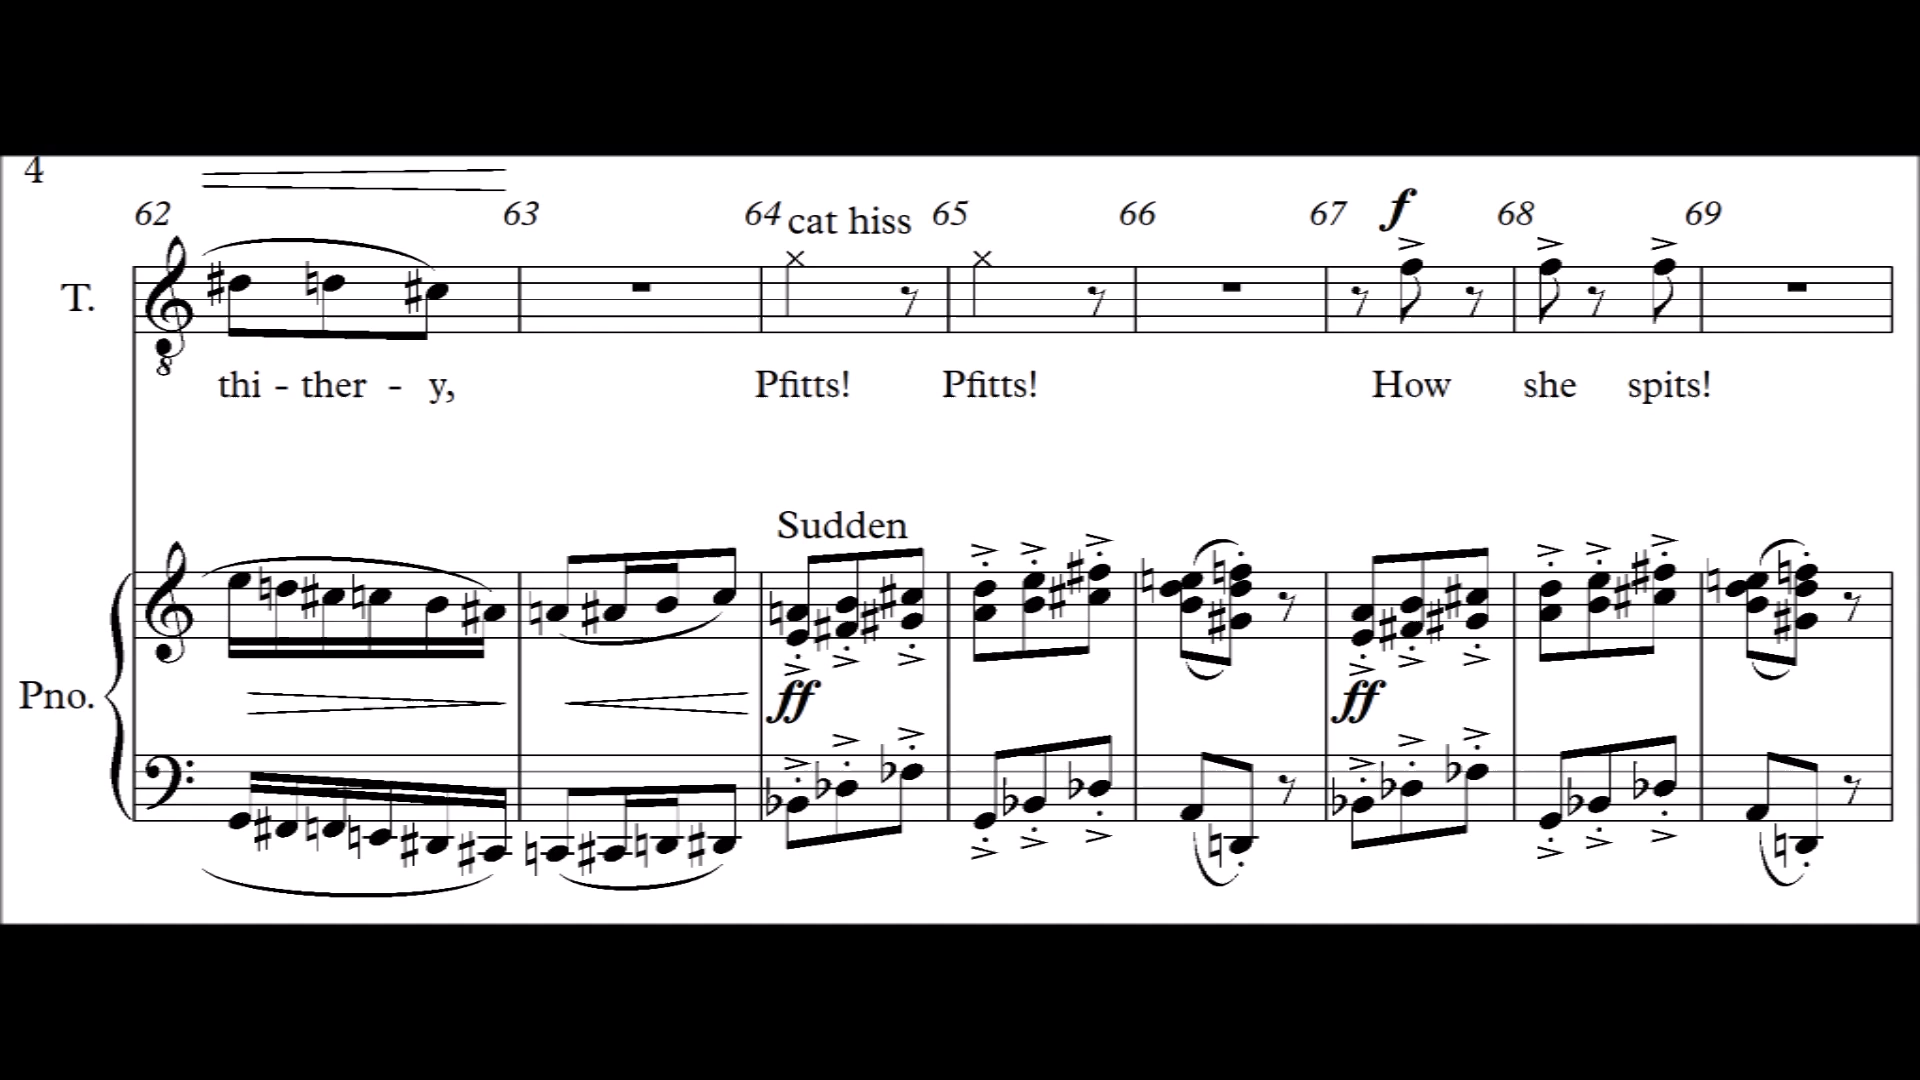 4
62 63 64 cat hiss 65 66 67 f 68 69
T.
8
thi - ther - y, Pfitts! Pfitts! How she spits!
Sudden
Pno. ff ff